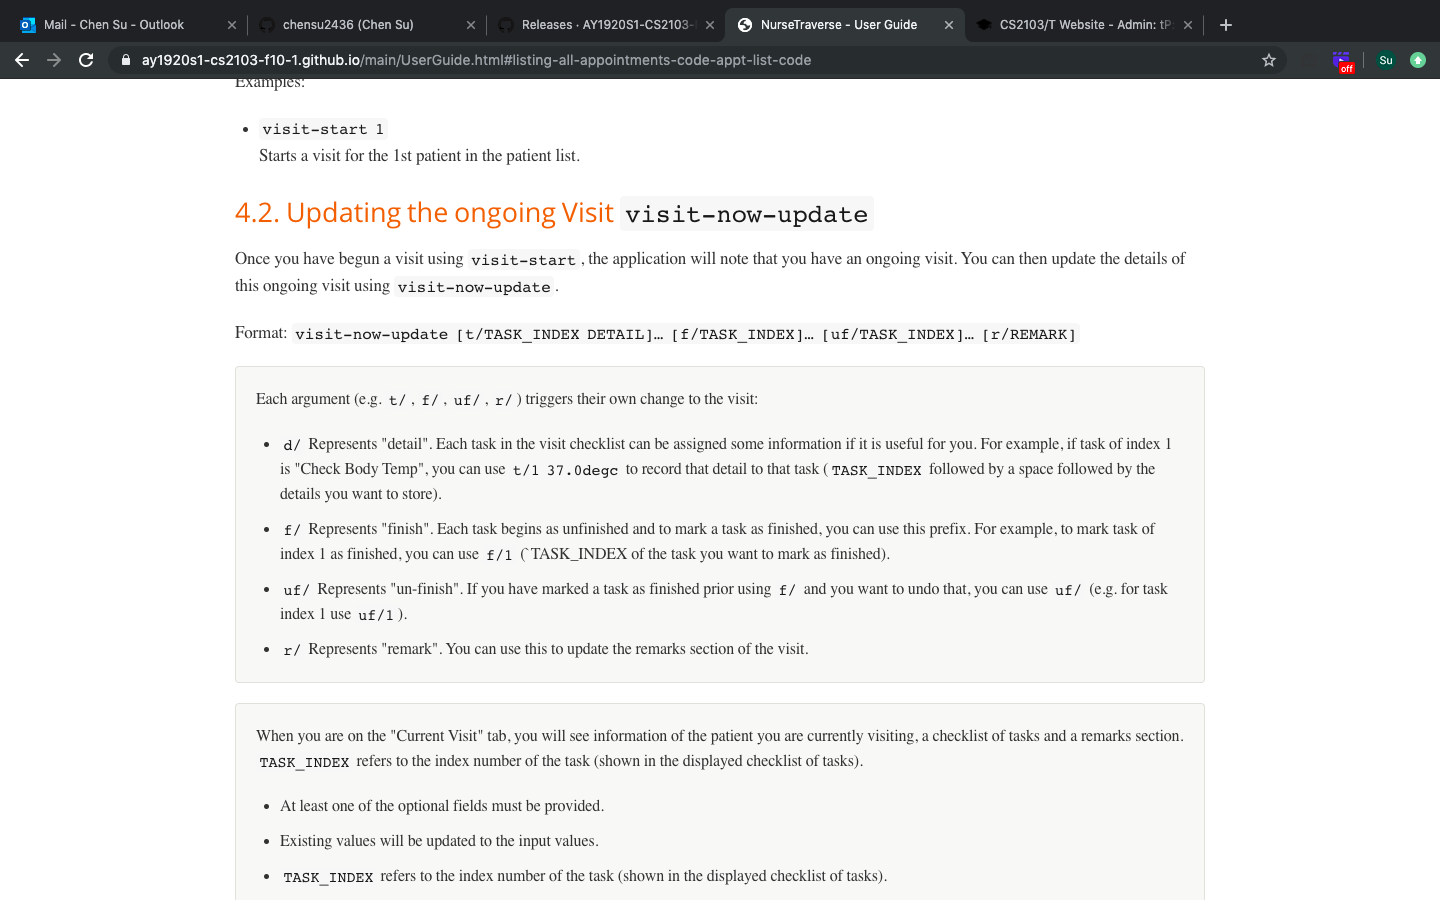 Mail - Chen Su - Outlook
chensu2436 (Chen Su)
Releases · AY1920S1-CS2103-
NurseTraverse - User Guide
CS2103/T Website - Admin: tP
ay1920s1-cs2103-f10-1.github.io/main/UserGuide.html#listing-all-appointments-code-appt-list-code
off
Su
Examples:
• visit-start 1
Starts a visit for the 1st patient in the patient list.
4.2. Updating the ongoing Visit visit-now-update
Once you have begun a visit using visit-start, the application will note that you have an ongoing visit. You can then update the details of
this ongoing visit using visit-now-update.
Format: visit-now-update [t/TASK_INDEX DETAIL]… [f/TASK_INDEX]… [uf/TASK_INDEX]… [r/REMARK]
Each argument (e.g. t/, f/, uf/, r/) triggers their own change to the visit:
• d/ Represents "detail". Each task in the visit checklist can be assigned some information if it is useful for you. For example, if task of index 1
is "Check Body Temp", you can use t/1 37.0degc to record that detail to that task (TASK_INDEX followed by a space followed by the
details you want to store).
• f/ Represents "finish". Each task begins as unfinished and to mark a task as finished, you can use this prefix. For example, to mark task of
index 1 as finished, you can use f/1 (`TASK_INDEX of the task you want to mark as finished).
• uf/ Represents "un-finish". If you have marked a task as finished prior using f/ and you want to undo that, you can use uf/ (e.g. for task
index 1 use uf/1).
• r/ Represents "remark". You can use this to update the remarks section of the visit.
When you are on the "Current Visit" tab, you will see information of the patient you are currently visiting, a checklist of tasks and a remarks section.
TASK_INDEX refers to the index number of the task (shown in the displayed checklist of tasks).
• At least one of the optional fields must be provided.
• Existing values will be updated to the input values.
• TASK_INDEX refers to the index number of the task (shown in the displayed checklist of tasks).